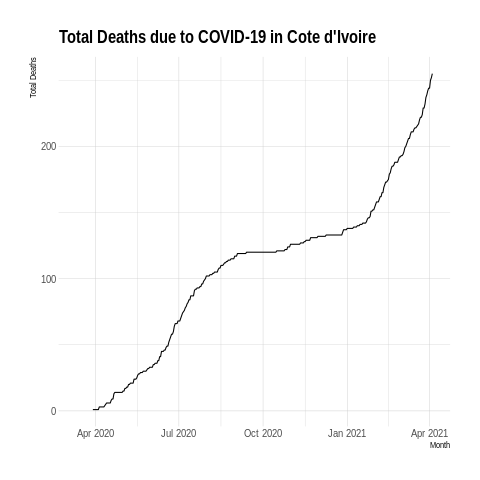 Total Deaths due to COVID-19 in Cote d'Ivoire
Total Deaths
200
100
0
Apr 2020 Jul 2020 Oct 2020 Jan 2021 Apr 2021
Month